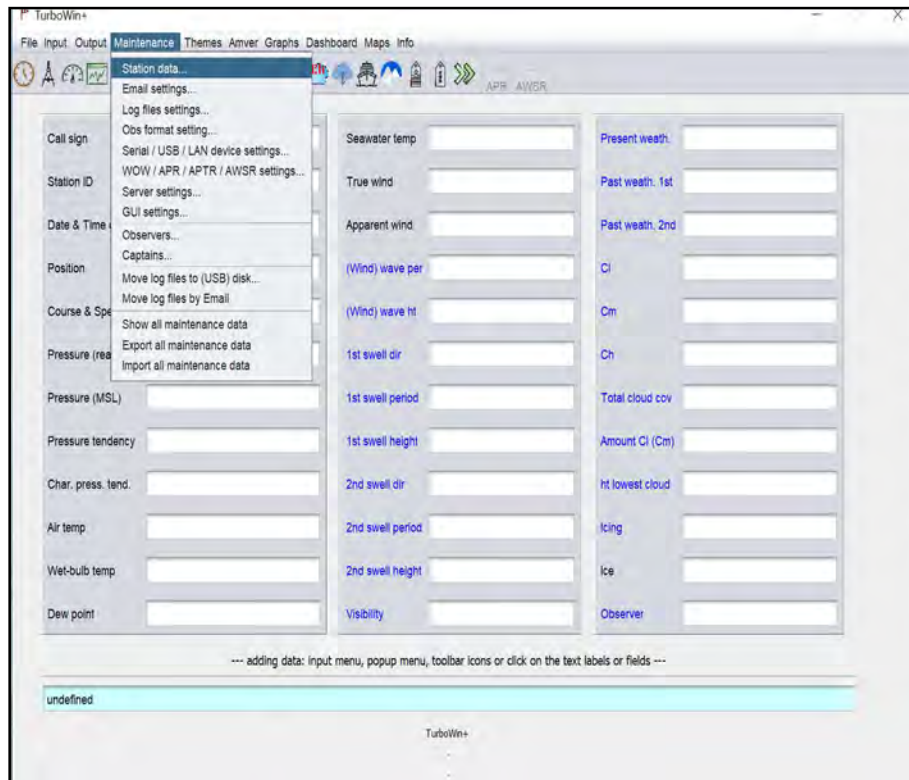 TurboWin+
File Input Output Maintenance Themes Amver Graphs Dashboard Maps Info
Station data...
Email settings...
Log files settings...
Obs format setting...
Serial / USB / LAN device settings...
WOW / APR / APTR / AWSR settings...
Server settings...
GUI settings...
Observers...
Captains...
Move log files to (USB) disk...
Move log files by Email
Show all maintenance data
Export all maintenance data
Import all maintenance data
APR AWSR
Call sign
Station ID
Date & Time
Position
Course & Spe
Pressure (rea
Pressure (MSL)
Pressure tendency
Char. press. tend.
Air temp
Wet-bulb temp
Dew point
Seawater temp
True wind
Apparent wind
(Wind) wave per
(Wind) wave ht
1st swell dir
1st swell period
1st swell height
2nd swell dir
2nd swell period
2nd swell height
Visibility
Present weath.
Past weath. 1st
Past weath. 2nd
Cl
Cm
Ch
Total cloud cov
Amount Cl (Cm)
ht lowest cloud
Icing
Ice
Observer
--- adding data: input menu, popup menu, toolbar icons or click on the text labels or fields ---
undefined
TurboWin+